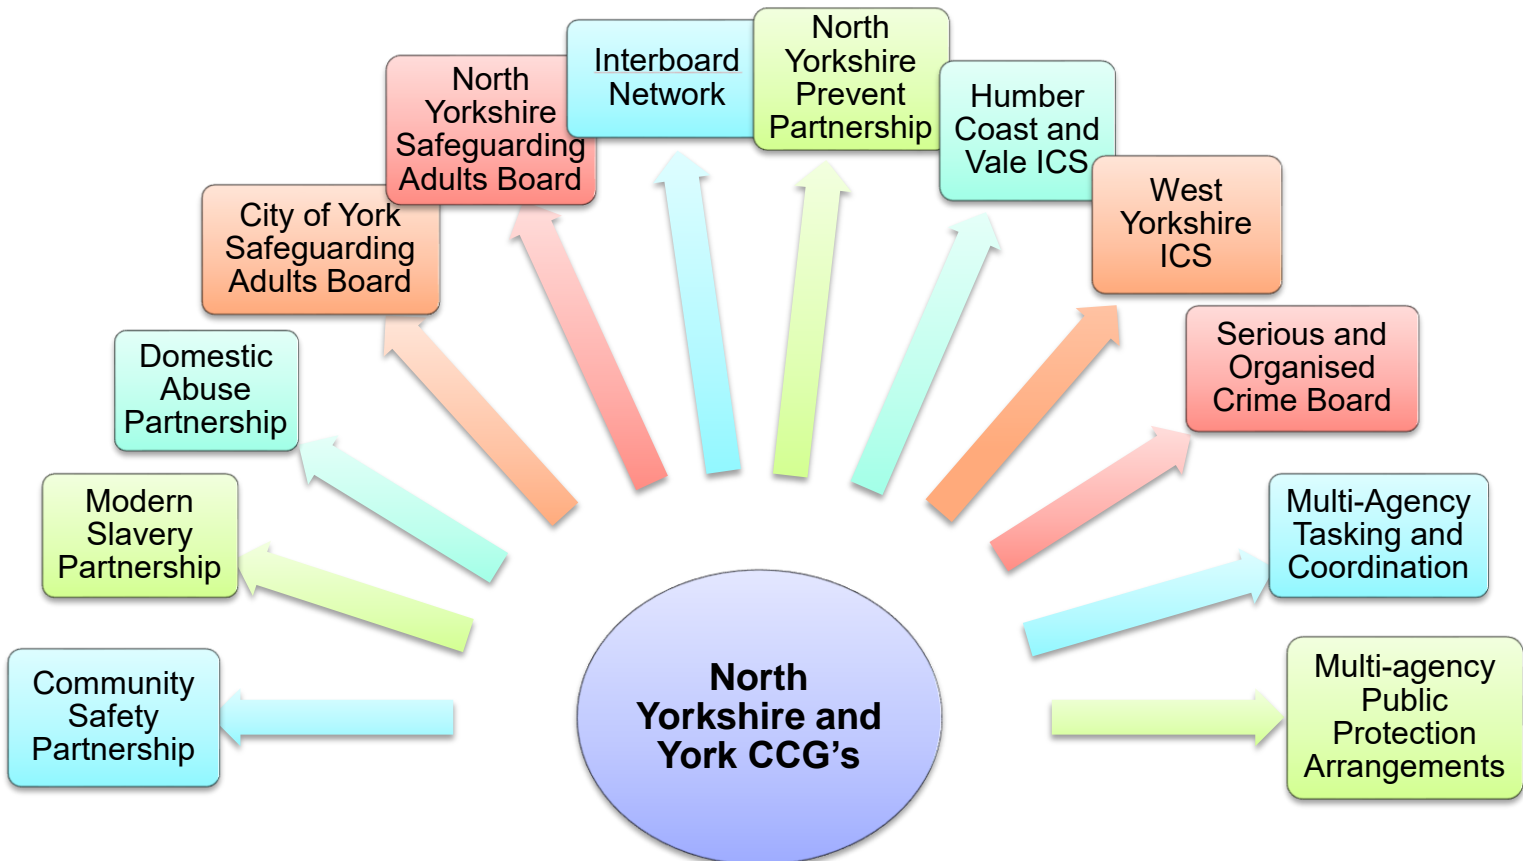 North
Yorkshire
Safeguarding
Adults Board
Interboard
Network
North
Yorkshire
Prevent
Partnership
Humber
Coast and
Vale ICS
West
Yorkshire
ICS
City of York
Safeguarding
Adults Board
Serious and
Organised
Crime Board
Domestic
Abuse
Partnership
Modern
Slavery
Partnership
Multi-Agency
Tasking and
Coordination
Community
Safety
Partnership
North
Yorkshire and
York CCG’s
Multi-agency
Public
Protection
Arrangements